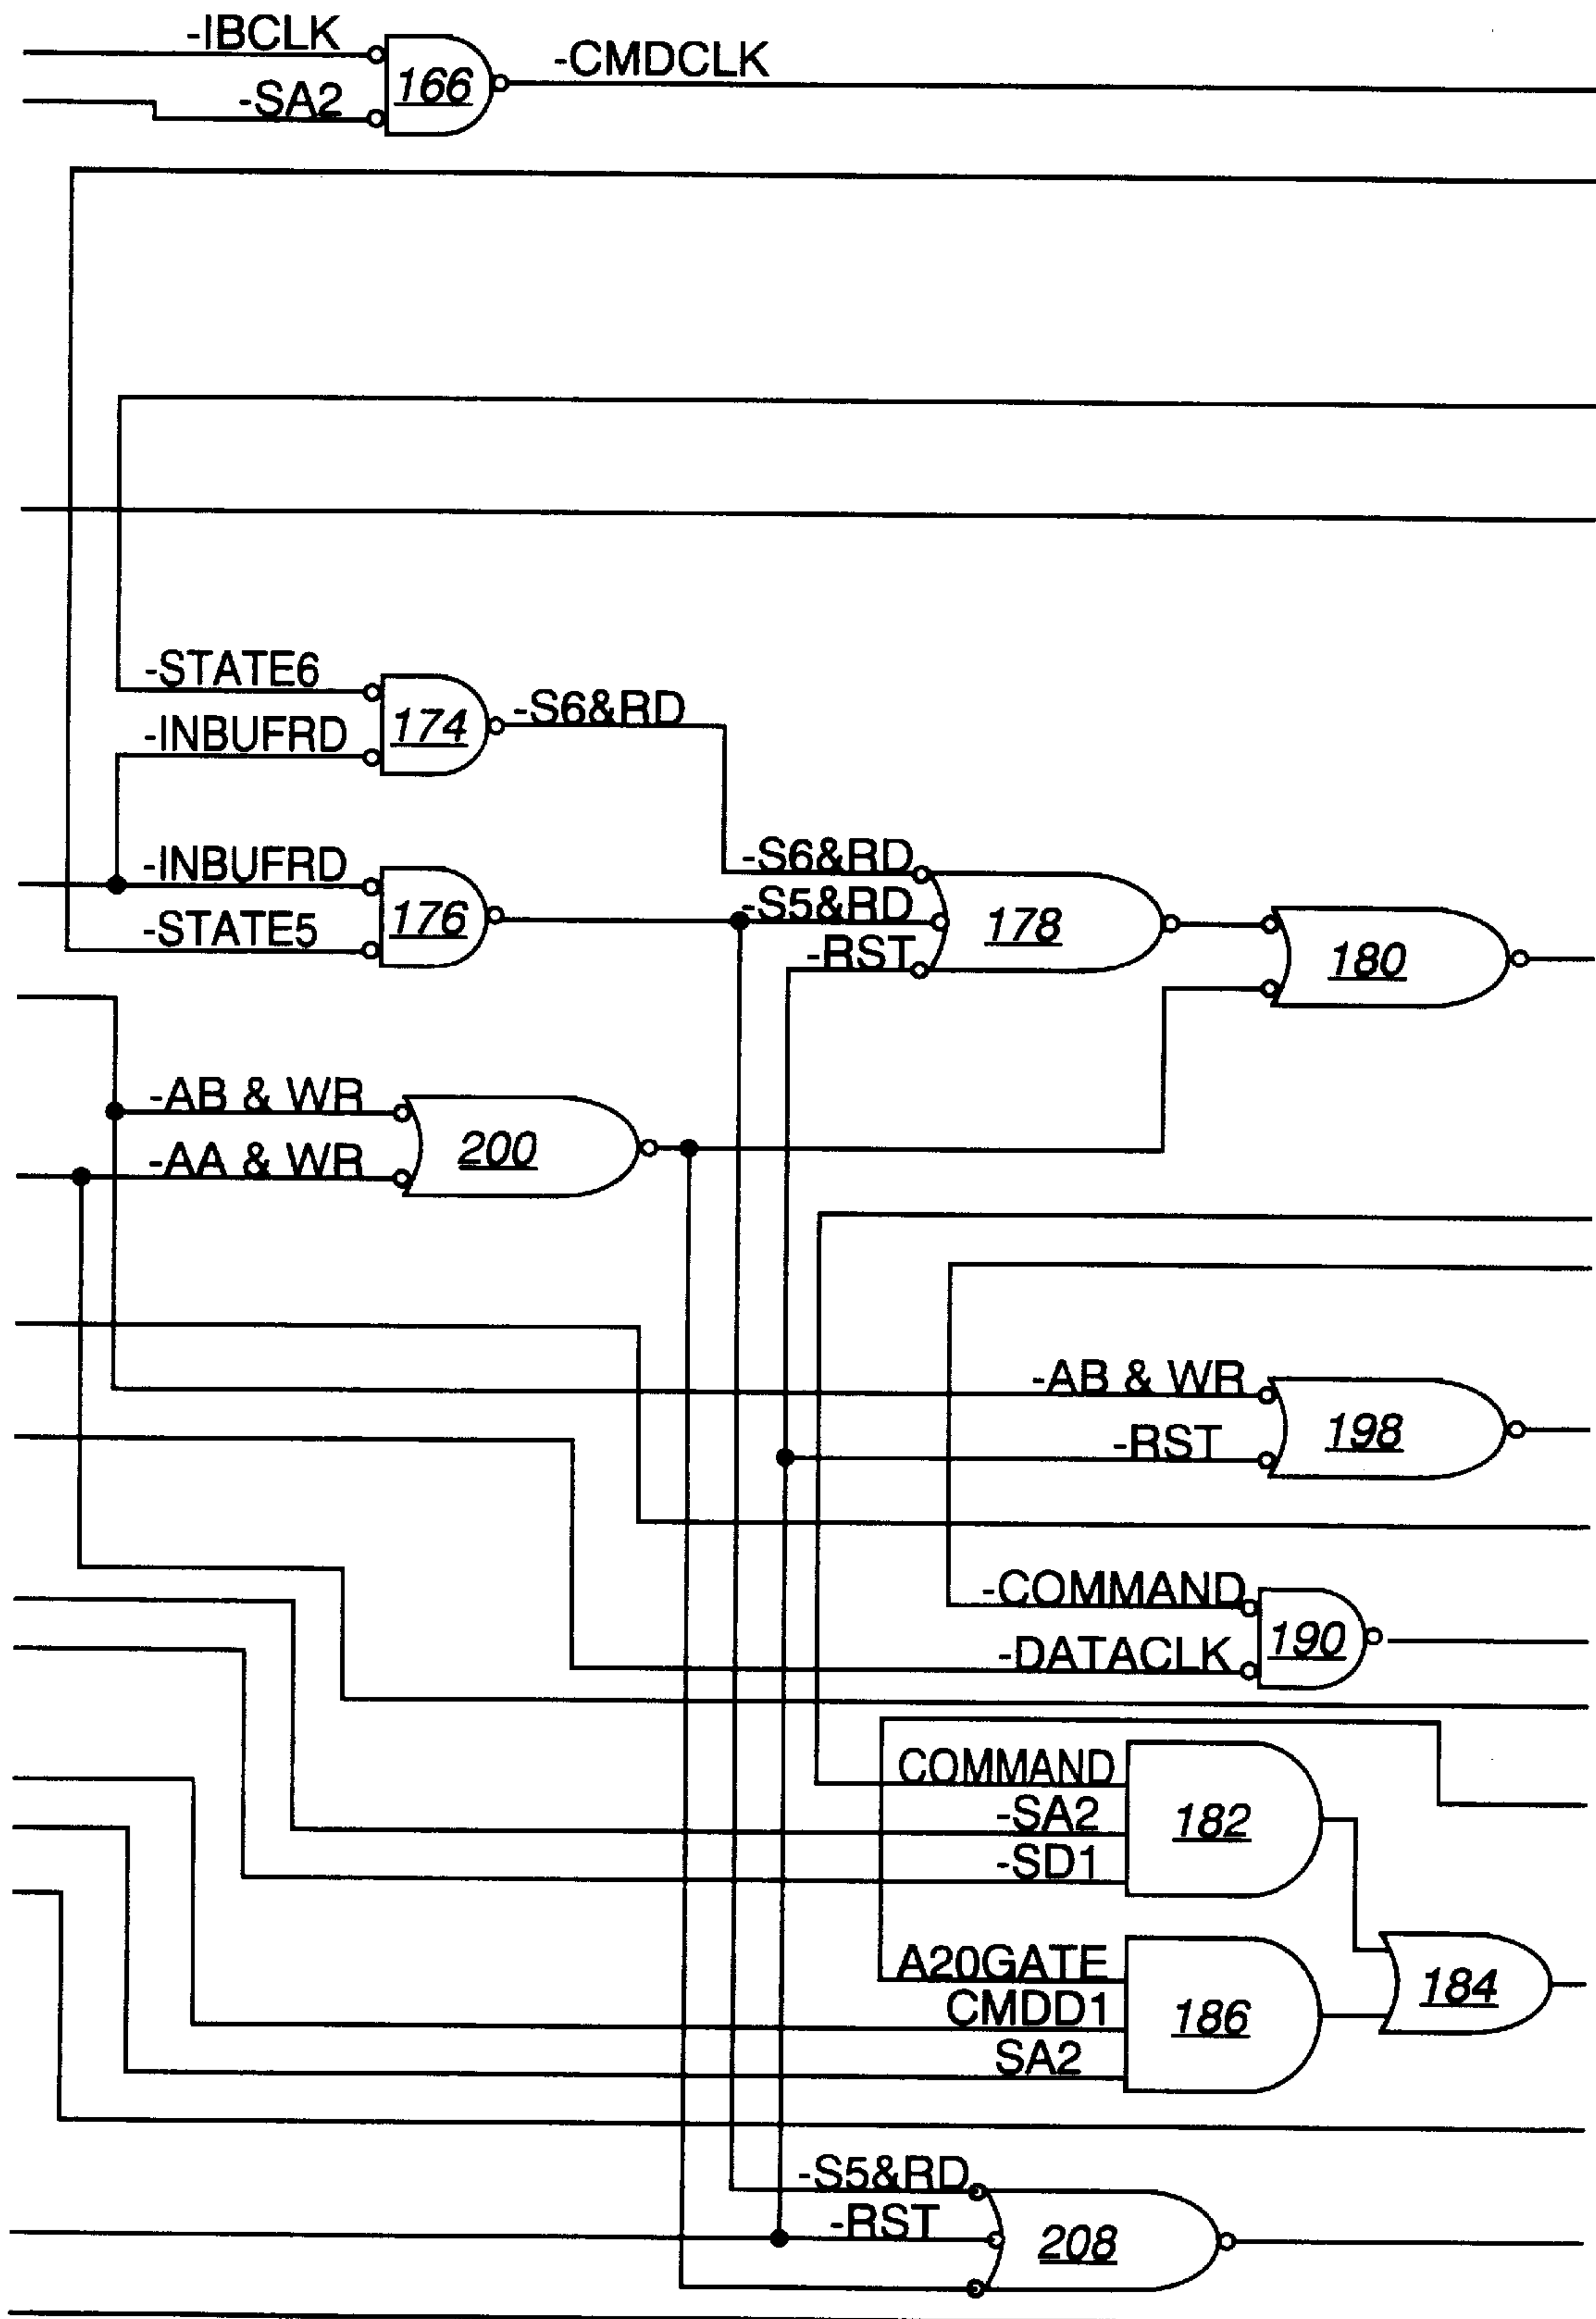 -IBCLK
166
-CMDCLK
-SA2
-STATE6
174
-S6&RD
-INBUFRD
-INBUFRD
176
-STATE5
-S6&RD
-S5&RD
178
-RST
180
-AB & WR
200
-AA & WR
-AB & WR
198
-RST
-COMMAND
190
-DATACLK
COMMAND
182
-SA2
-SD1
A20GATE
186
184
CMDD1
SA2
-S5&RD
-RST
208